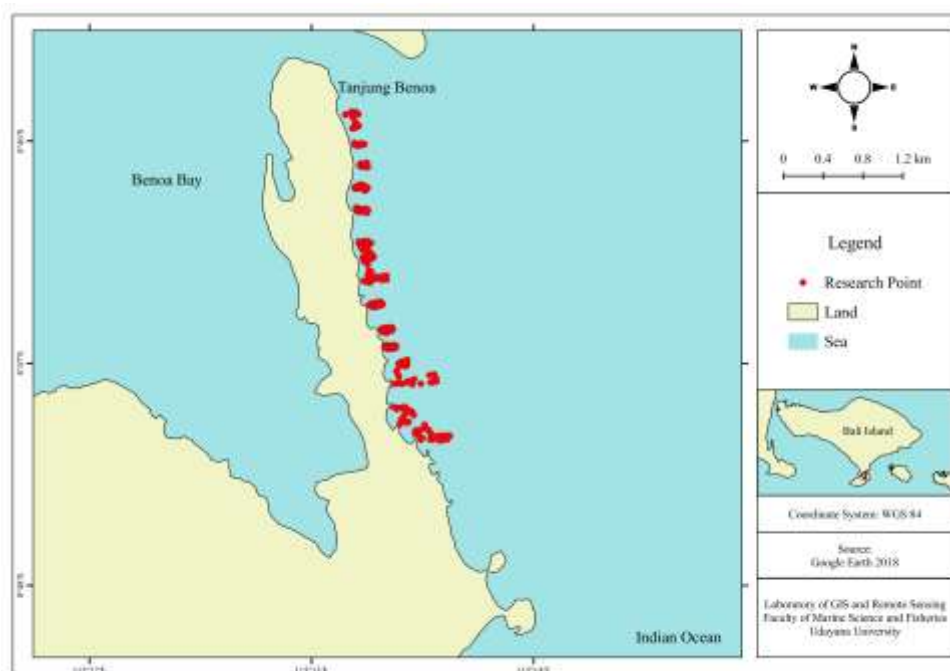 Tanjung Benoa
Benoa Bay
Indian Ocean
N
W
S
0 0.4 0.8 1.2 km
Legend
Research Point
Land
Sea
Bali Island
Coordinate System: WGS 84
Source:
Google Earth 2018
Laboratory of GIS and Remote Sensing
Faculty of Marine Science and Fisheries
Udayana University